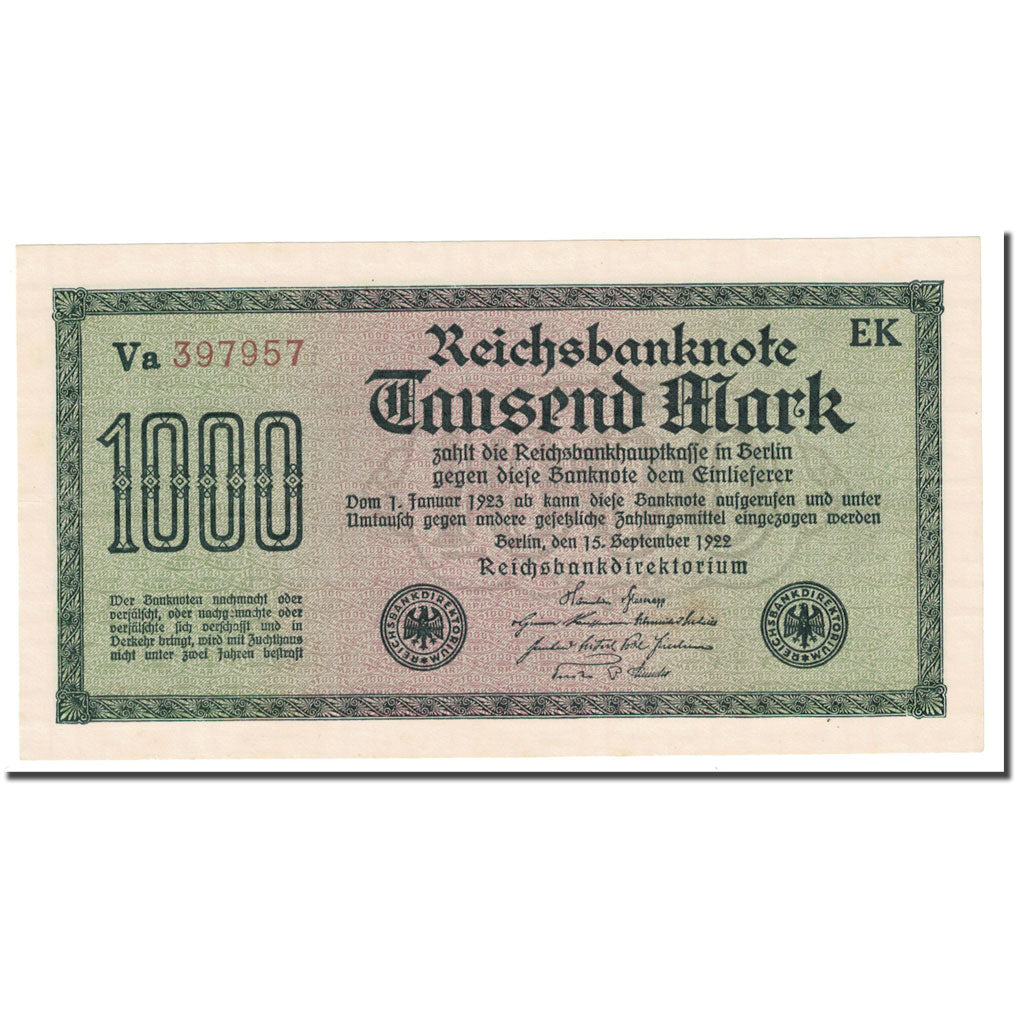 Va 397957
EK
Reichsbanknote
Tausend Mark
1000
zahlt die Reichsbankhauptkasse in Berlin
gegen diese Banknote dem Einlieferer
Vom 1. Januar 1923 ab kann diese Banknote aufgerufen und unter
Umtausch gegen andere gesetzliche Zahlungsmittel eingezogen werden
Berlin, den 15. September 1922
Reichsbankdirektorium
Wer Banknoten nachmacht oder
verfälscht, oder nachgemachte oder
verfälschte sich verschafft und in
Verkehr bringt, wird mit Zuchthaus
nicht unter zwei Jahren bestraft
REICHSBANKDIREKTORIUM
REICHSBANKDIREKTORIUM